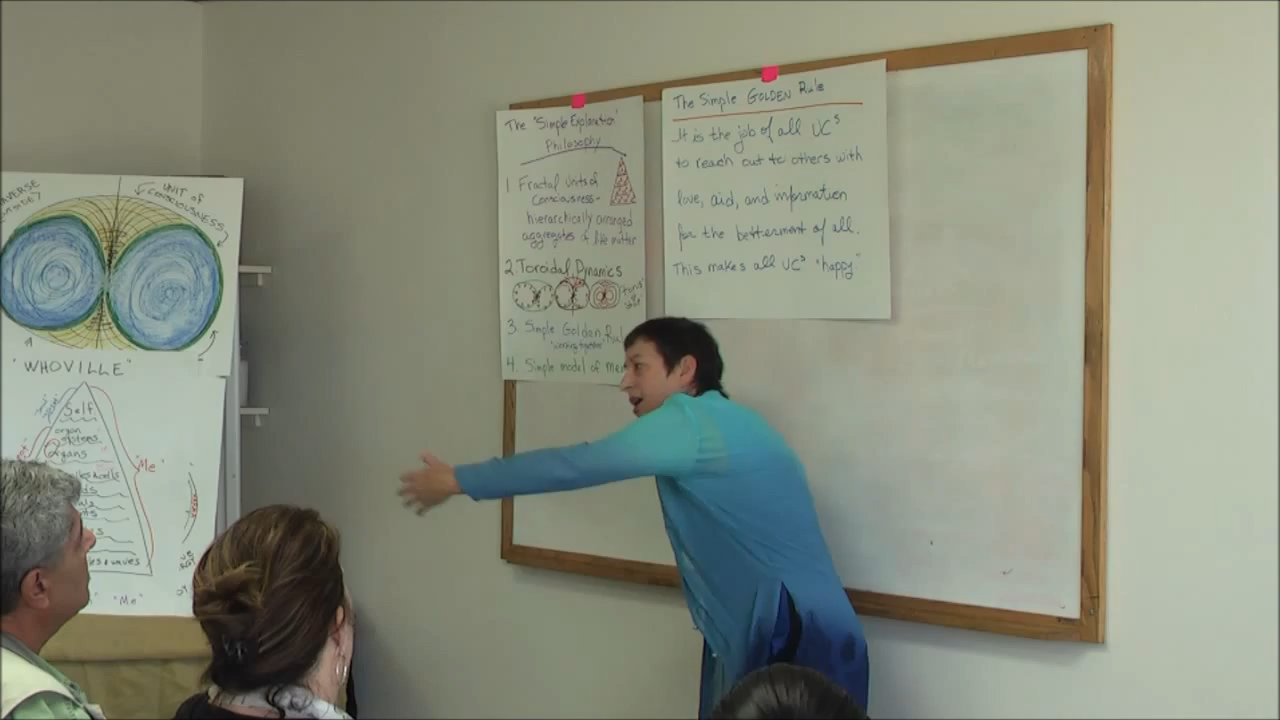 UNIT of
CONSCIOUSNESS
"WHOVILLE"
Self
organ
systems
organs
"Me"
"Me"
The "Simple Explanation"
Philosophy
1. Fractal Units of
Consciousness-
hierarchically arranged
aggregates of life matter
2. Toroidal Dynamics
3. Simple Golden Rul
"working together"
4. Simple model of
The Simple GOLDEN Rule
It is the job of all UCs
to reach out to others with
love, aid, and information
for the betterment of all.
This makes all UCs "happy"